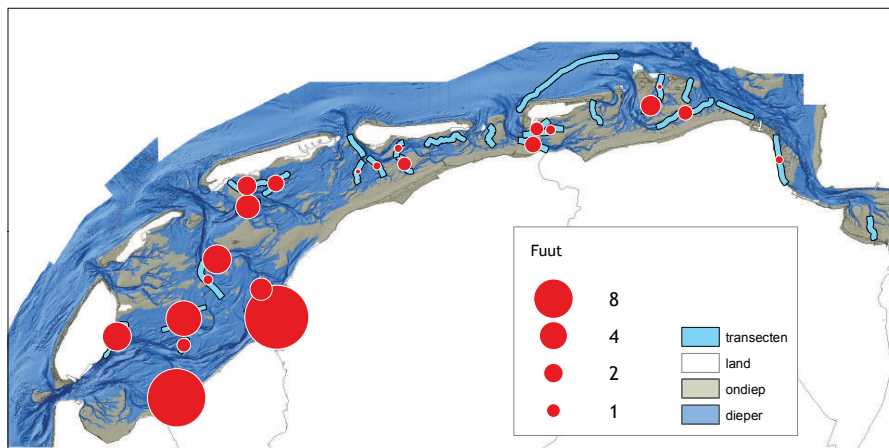 Fuut
8
4
2
1
transecten
land
ondiep
dieper